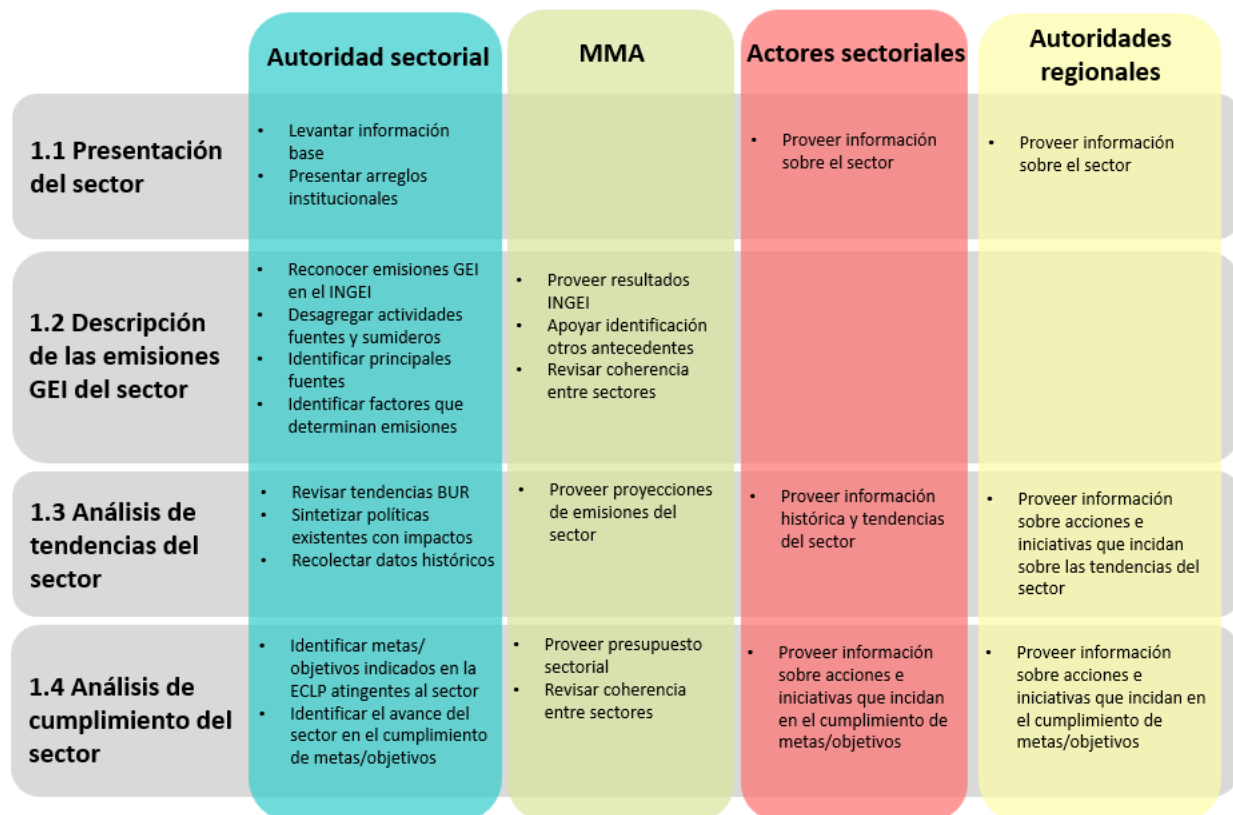 Autoridad sectorial
MMA
Actores sectoriales
Autoridades
regionales
1.1 Presentación
del sector
• Levantar información
base
• Presentar arreglos
institucionales
• Proveer información
sobre el sector
• Proveer información
sobre el sector
1.2 Descripción
de las emisiones
GEI del sector
• Reconocer emisiones GEI
en el INGEI
• Desagregar actividades
fuentes y sumideros
• Identificar principales
fuentes
• Identificar factores que
determinan emisiones
• Proveer resultados
INGEI
• Apoyar identificación
otros antecedentes
• Revisar coherencia
entre sectores
1.3 Análisis de
tendencias del
sector
• Revisar tendencias BUR
• Sintetizar políticas
existentes con impactos
• Recolectar datos históricos
• Proveer proyecciones
de emisiones del
sector
• Proveer información
histórica y tendencias
del sector
• Proveer información
sobre acciones e
iniciativas que incidan
sobre las tendencias del
sector
1.4 Análisis de
cumplimiento del
sector
• Identificar metas/
objetivos indicados en la
ECLP atingentes al sector
• Identificar el avance del
sector en el cumplimiento
de metas/objetivos
• Proveer presupuesto
sectorial
• Revisar coherencia
entre sectores
• Proveer información
sobre acciones e
iniciativas que incidan
en el cumplimiento de
metas/objetivos
• Proveer información
sobre acciones e
iniciativas que incidan en
el cumplimiento de
metas/objetivos